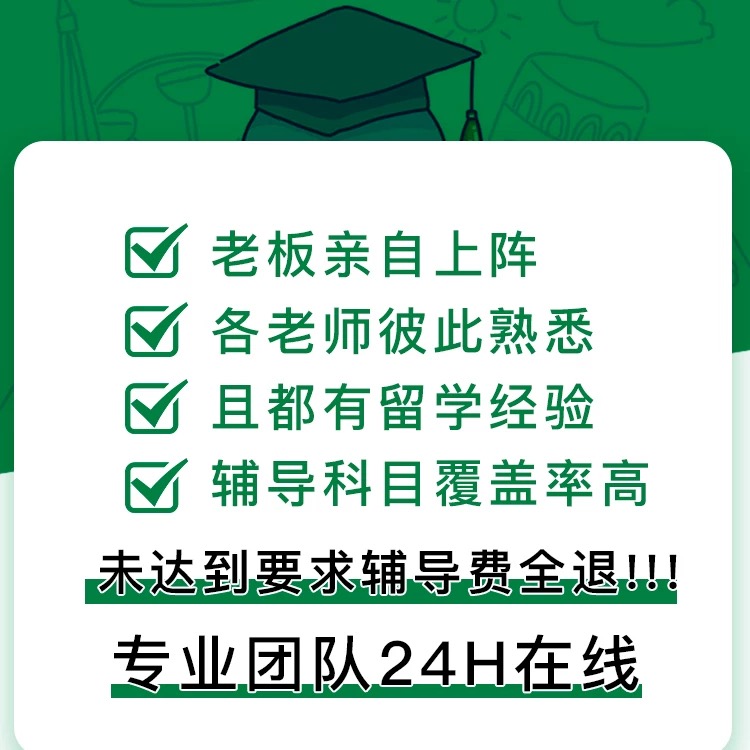 老板亲自上阵
各老师彼此熟悉
且都有留学经验
辅导科目覆盖率高
未达到要求辅导费全退!!!
专业团队24H在线